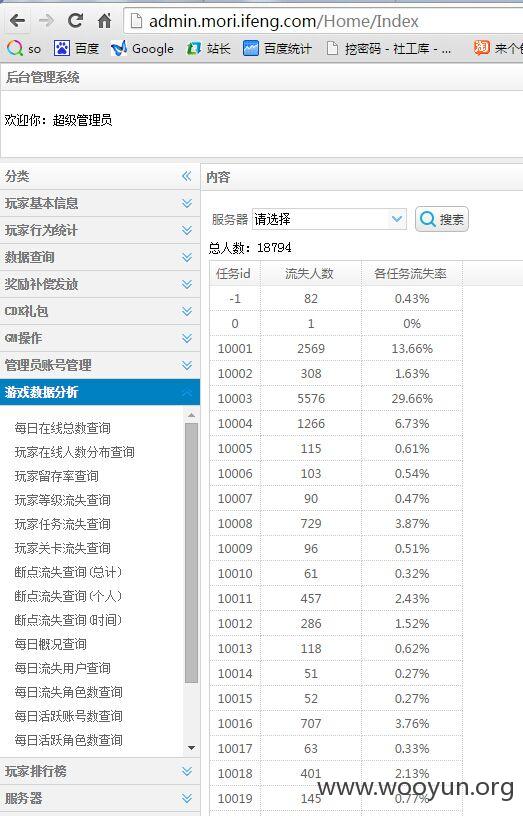 admin.mori.ifeng.com/Home/Index
so 百度 Google 站长 百度统计 挖密码 - 社工库 - ... 来个
后台管理系统
欢迎你：超级管理员
分类
玩家基本信息
玩家行为统计
数据查询
奖励补偿发放
CDK礼包
GM操作
管理员账号管理
游戏数据分析
每日在线总数查询
玩家在线人数分布查询
玩家留存率查询
玩家等级流失查询
玩家任务流失查询
玩家关卡流失查询
断点流失查询(总计)
断点流失查询(个人)
断点流失查询(时间)
每日概况查询
每日流失用户查询
每日流失角色数查询
每日活跃账号数查询
每日活跃角色数查询
玩家排行榜
服务器
内容
服务器 请选择 搜索
总人数：18794
任务id 流失人数 各任务流失率
-1 82 0.43%
0 1 0%
10001 2569 13.66%
10002 308 1.63%
10003 5576 29.66%
10004 1266 6.73%
10005 115 0.61%
10006 103 0.54%
10007 90 0.47%
10008 729 3.87%
10009 96 0.51%
10010 61 0.32%
10011 457 2.43%
10012 286 1.52%
10013 118 0.62%
10014 51 0.27%
10015 52 0.27%
10016 707 3.76%
10017 63 0.33%
10018 401 2.13%
10019 145 0.77%
www.wooyun.org